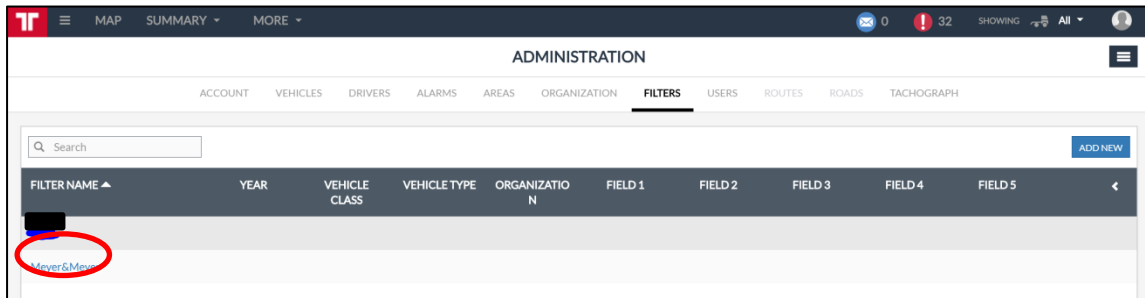 MAP SUMMARY MORE 0 32 SHOWING All
ADMINISTRATION
ACCOUNT VEHICLES DRIVERS ALARMS AREAS ORGANIZATION FILTERS USERS ROUTES ROADS TACHOGRAPH
Search ADD NEW
FILTER NAME YEAR VEHICLE VEHICLE TYPE ORGANIZATIO FIELD 1 FIELD 2 FIELD 3 FIELD 4 FIELD 5
CLASS N
Meyer&Meyer